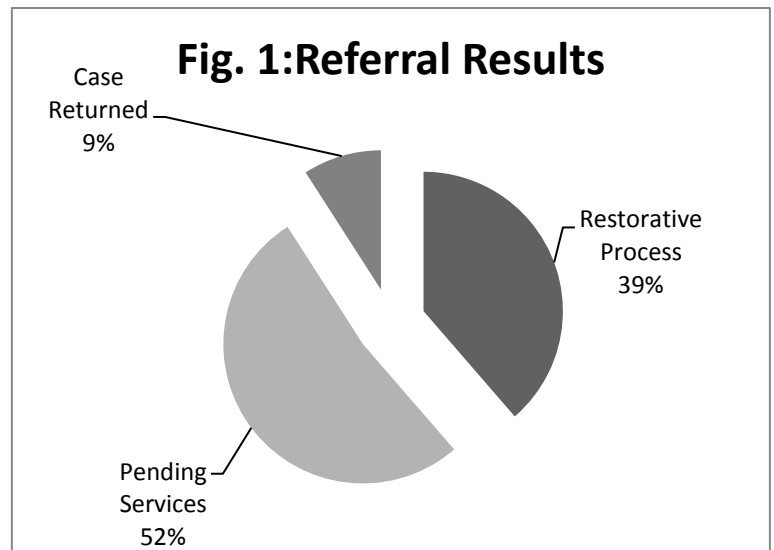 Fig. 1:Referral Results
Case
Returned
9%
Restorative
Process
39%
Pending
Services
52%